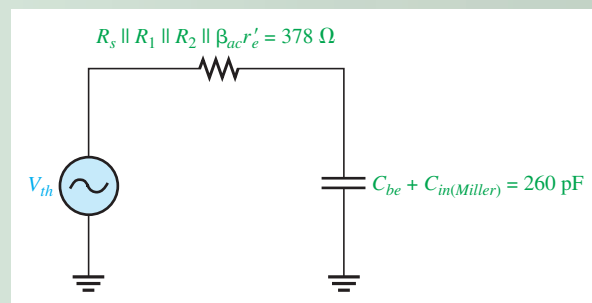 R_s || R_1 || R_2 || β_ac r'_e = 378 Ω
V_th
C_be + C_in(Miller) = 260 pF